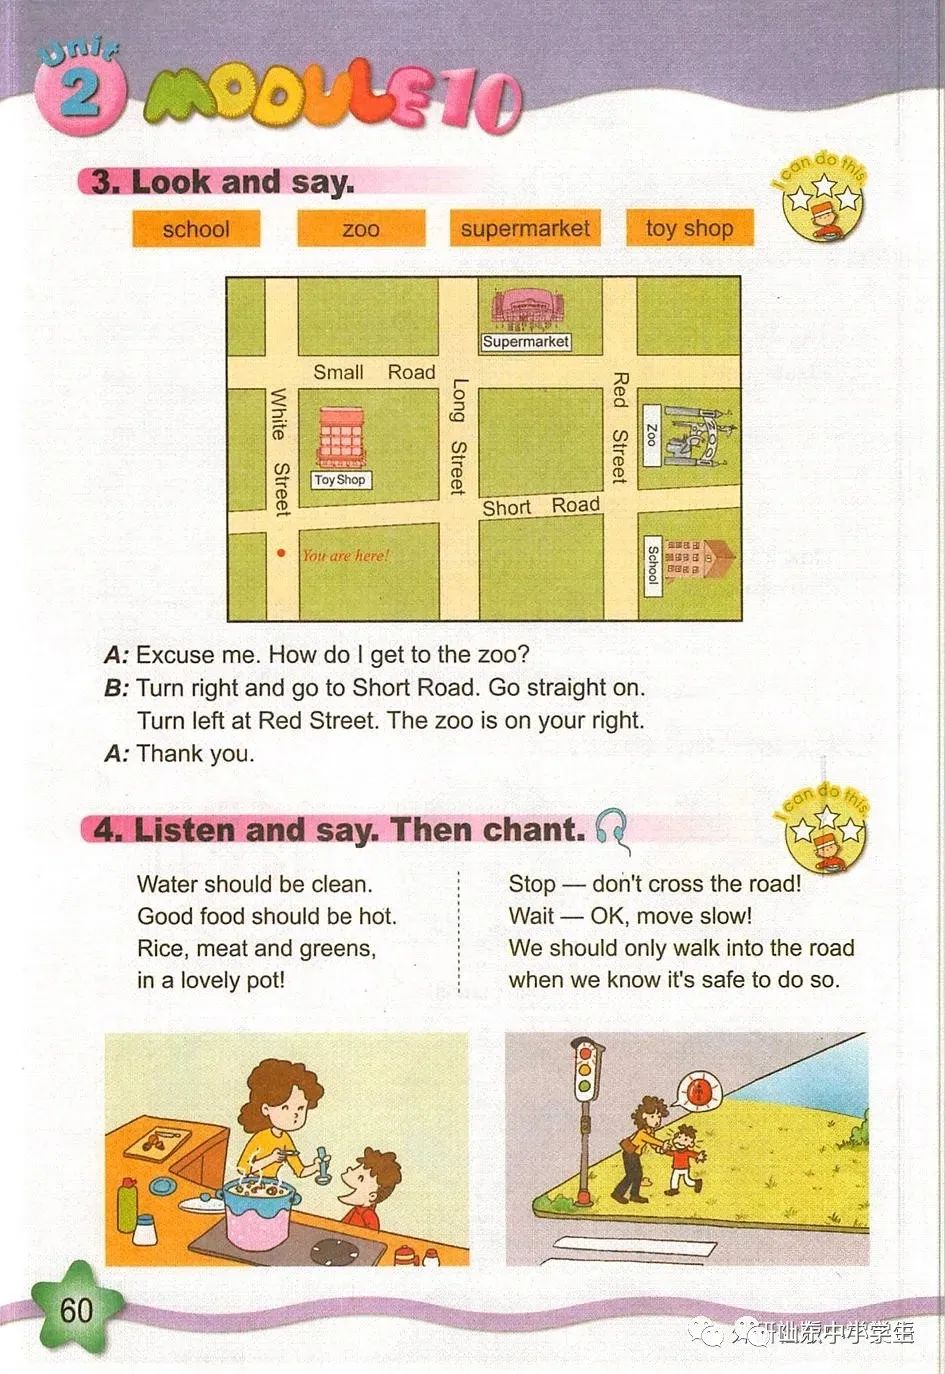 Unit
2 MODULE 10
3. Look and say.
I can do this.
school zoo supermarket toy shop
Supermarket
Small Road
White Street
Long Street
Red Street
Toy Shop
Zoo
Short Road
You are here!
School
A: Excuse me. How do I get to the zoo?
B: Turn right and go to Short Road. Go straight on.
Turn left at Red Street. The zoo is on your right.
A: Thank you.
4. Listen and say. Then chant.
I can do this.
Water should be clean.
Good food should be hot.
Rice, meat and greens,
in a lovely pot!
Stop — don't cross the road!
Wait — OK, move slow!
We should only walk into the road
when we know it's safe to do so.
60